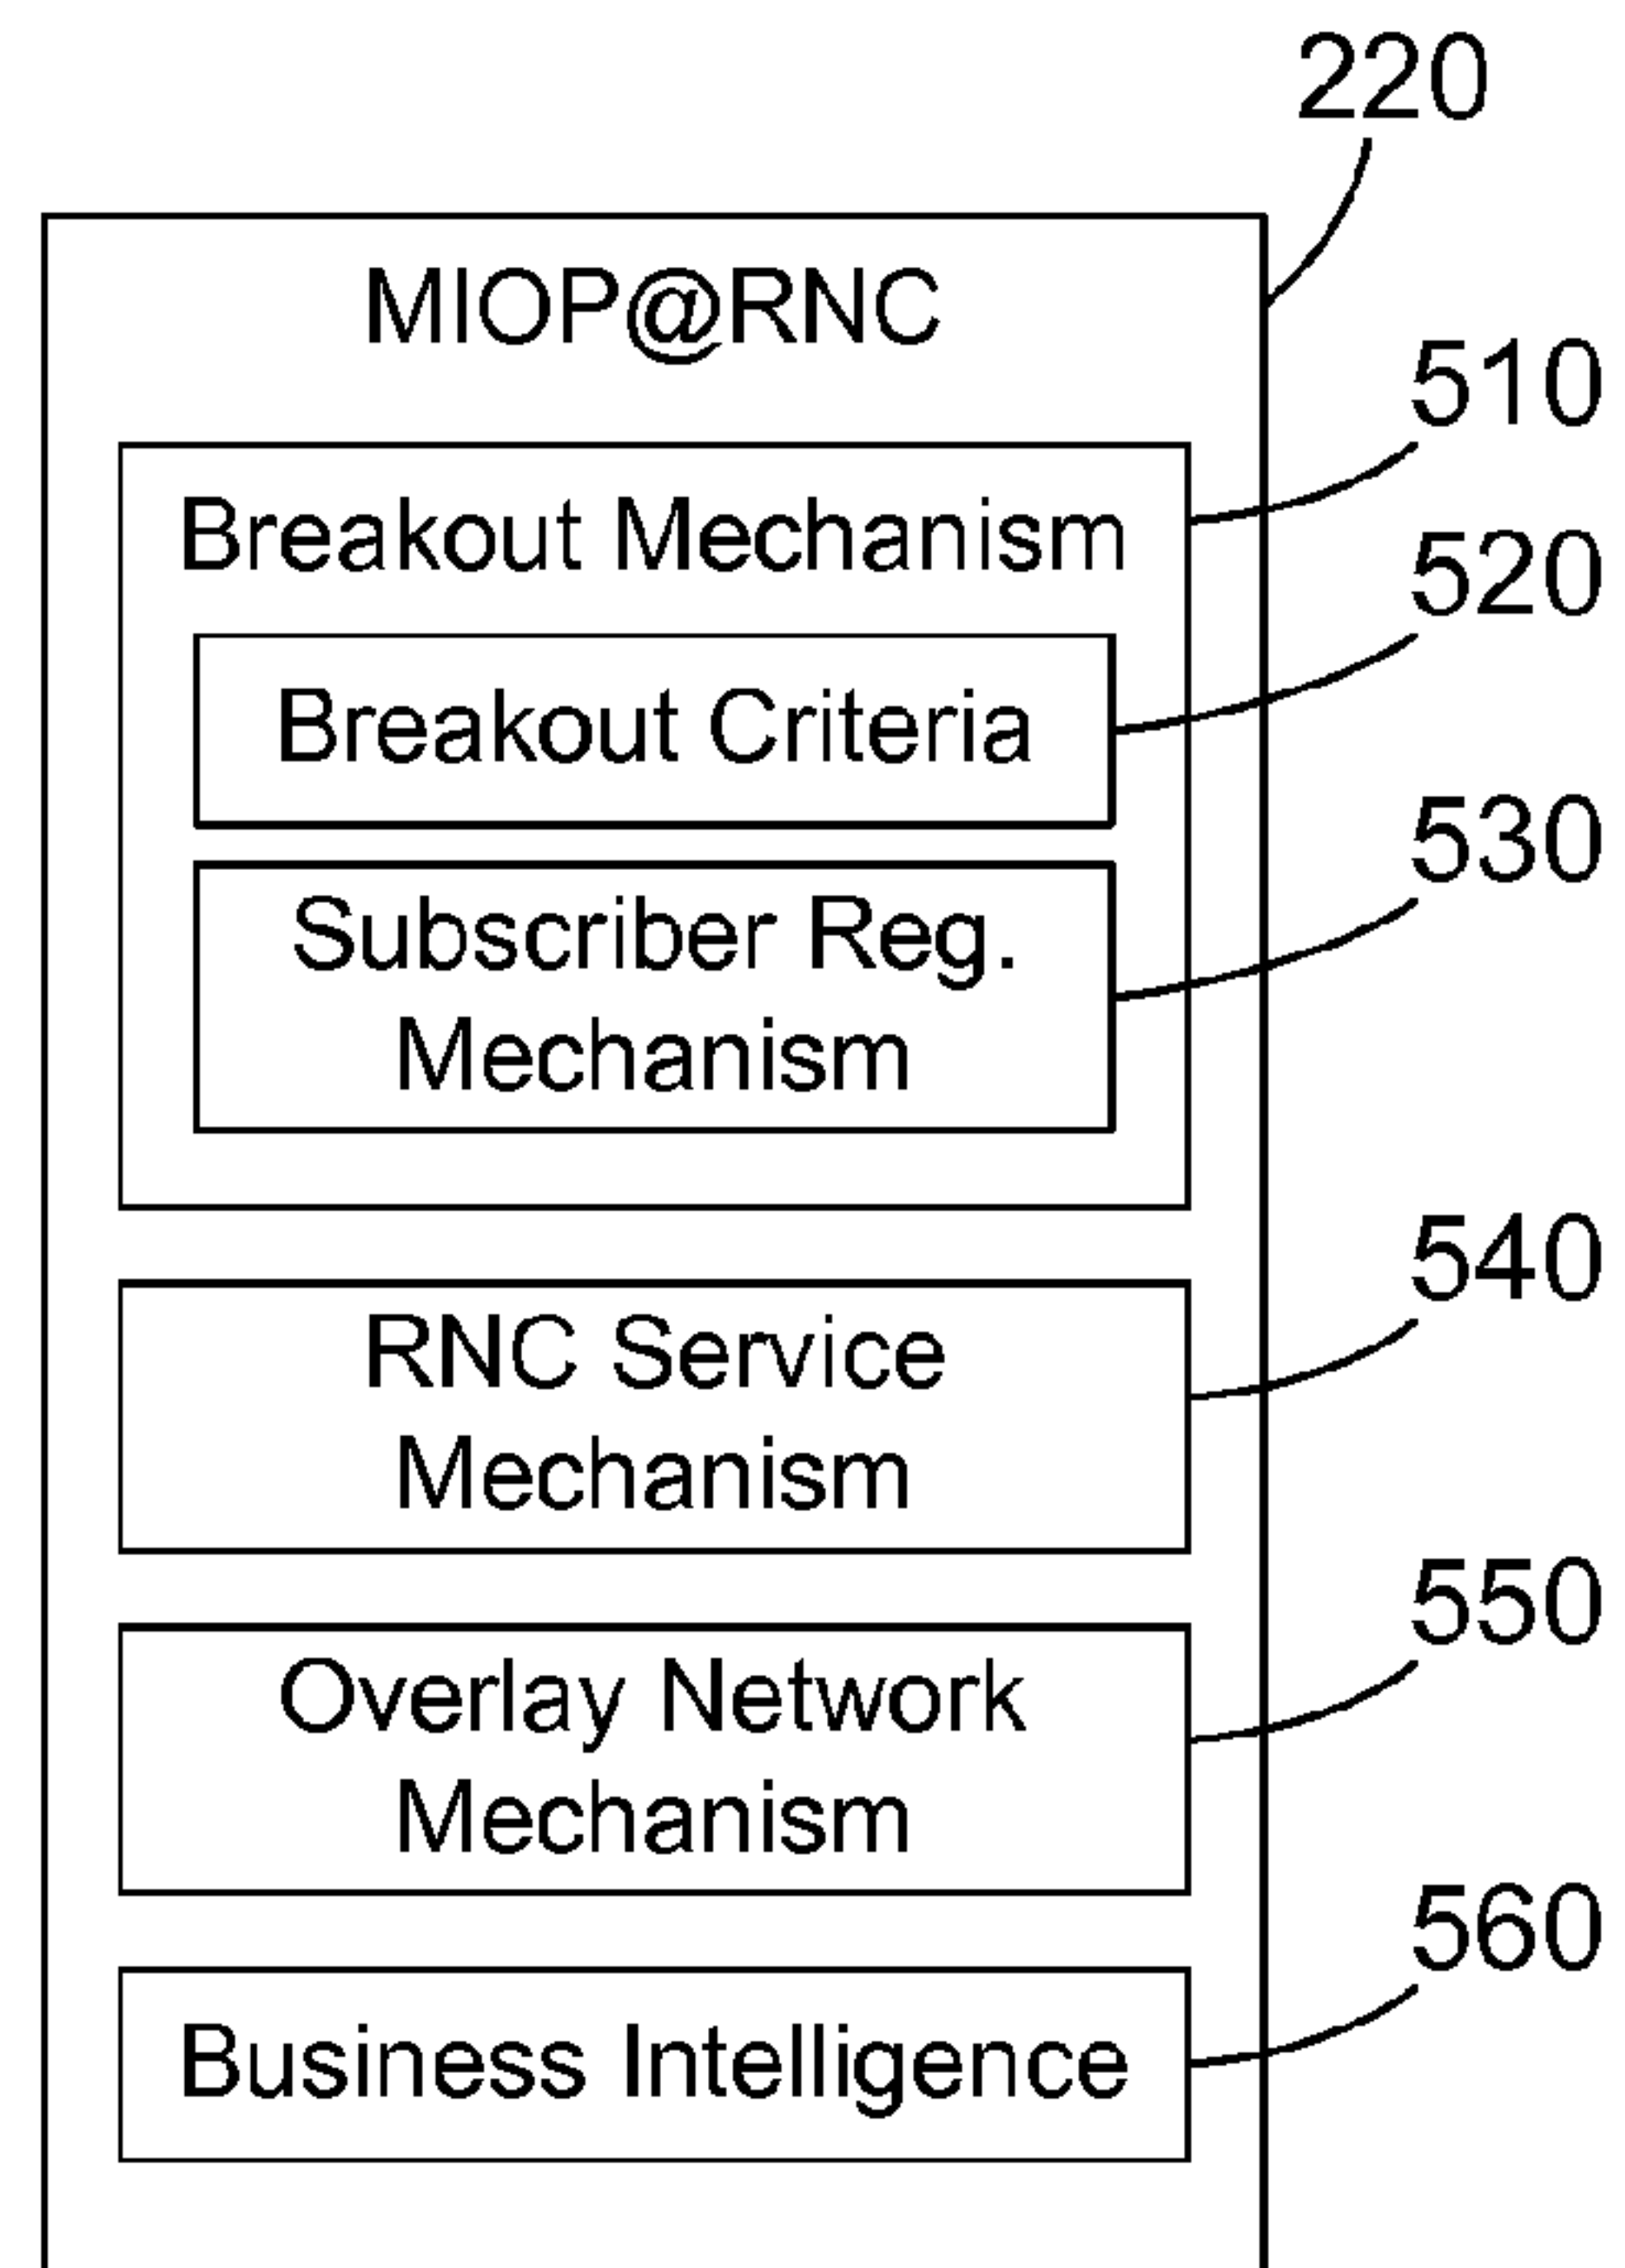 220
MIOP@RNC
510
Breakout Mechanism
520
Breakout Criteria
530
Subscriber Reg.
Mechanism
540
RNC Service
Mechanism
550
Overlay Network
Mechanism
560
Business Intelligence